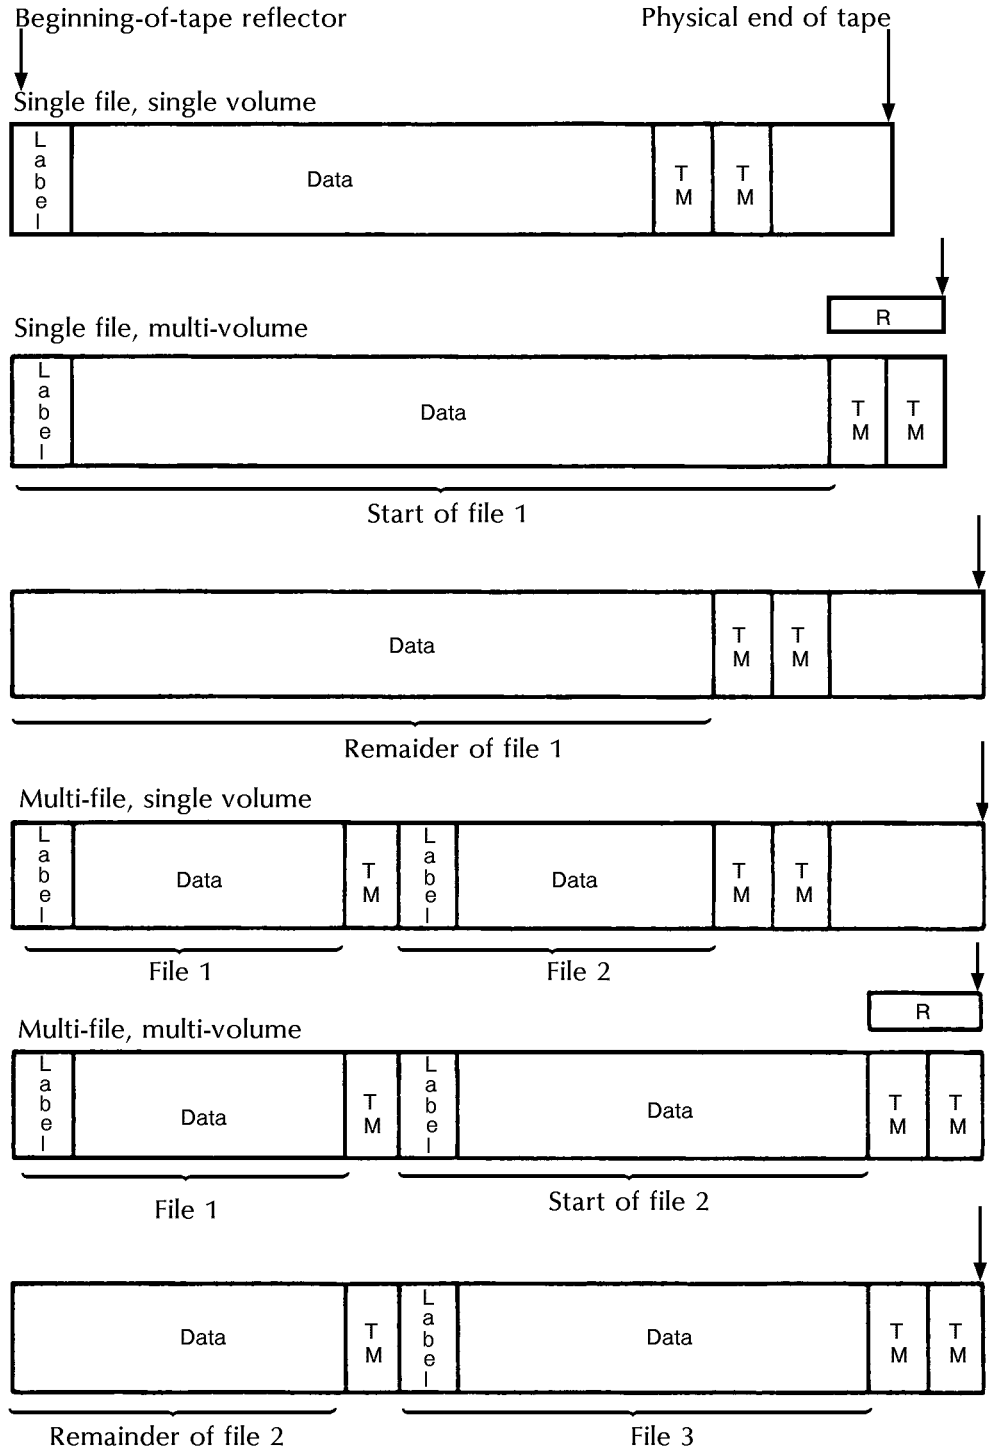 Beginning-of-tape reflector
Physical end of tape
Single file, single volume
Label
Data
TM
TM
R
Single file, multi-volume
Label
Data
TM
TM
Start of file 1
Data
TM
TM
Remaider of file 1
Multi-file, single volume
Label
Data
TM
Label
Data
TM
TM
File 1
File 2
R
Multi-file, multi-volume
Label
Data
TM
Label
Data
TM
TM
File 1
Start of file 2
Data
TM
Label
Data
TM
TM
Remainder of file 2
File 3